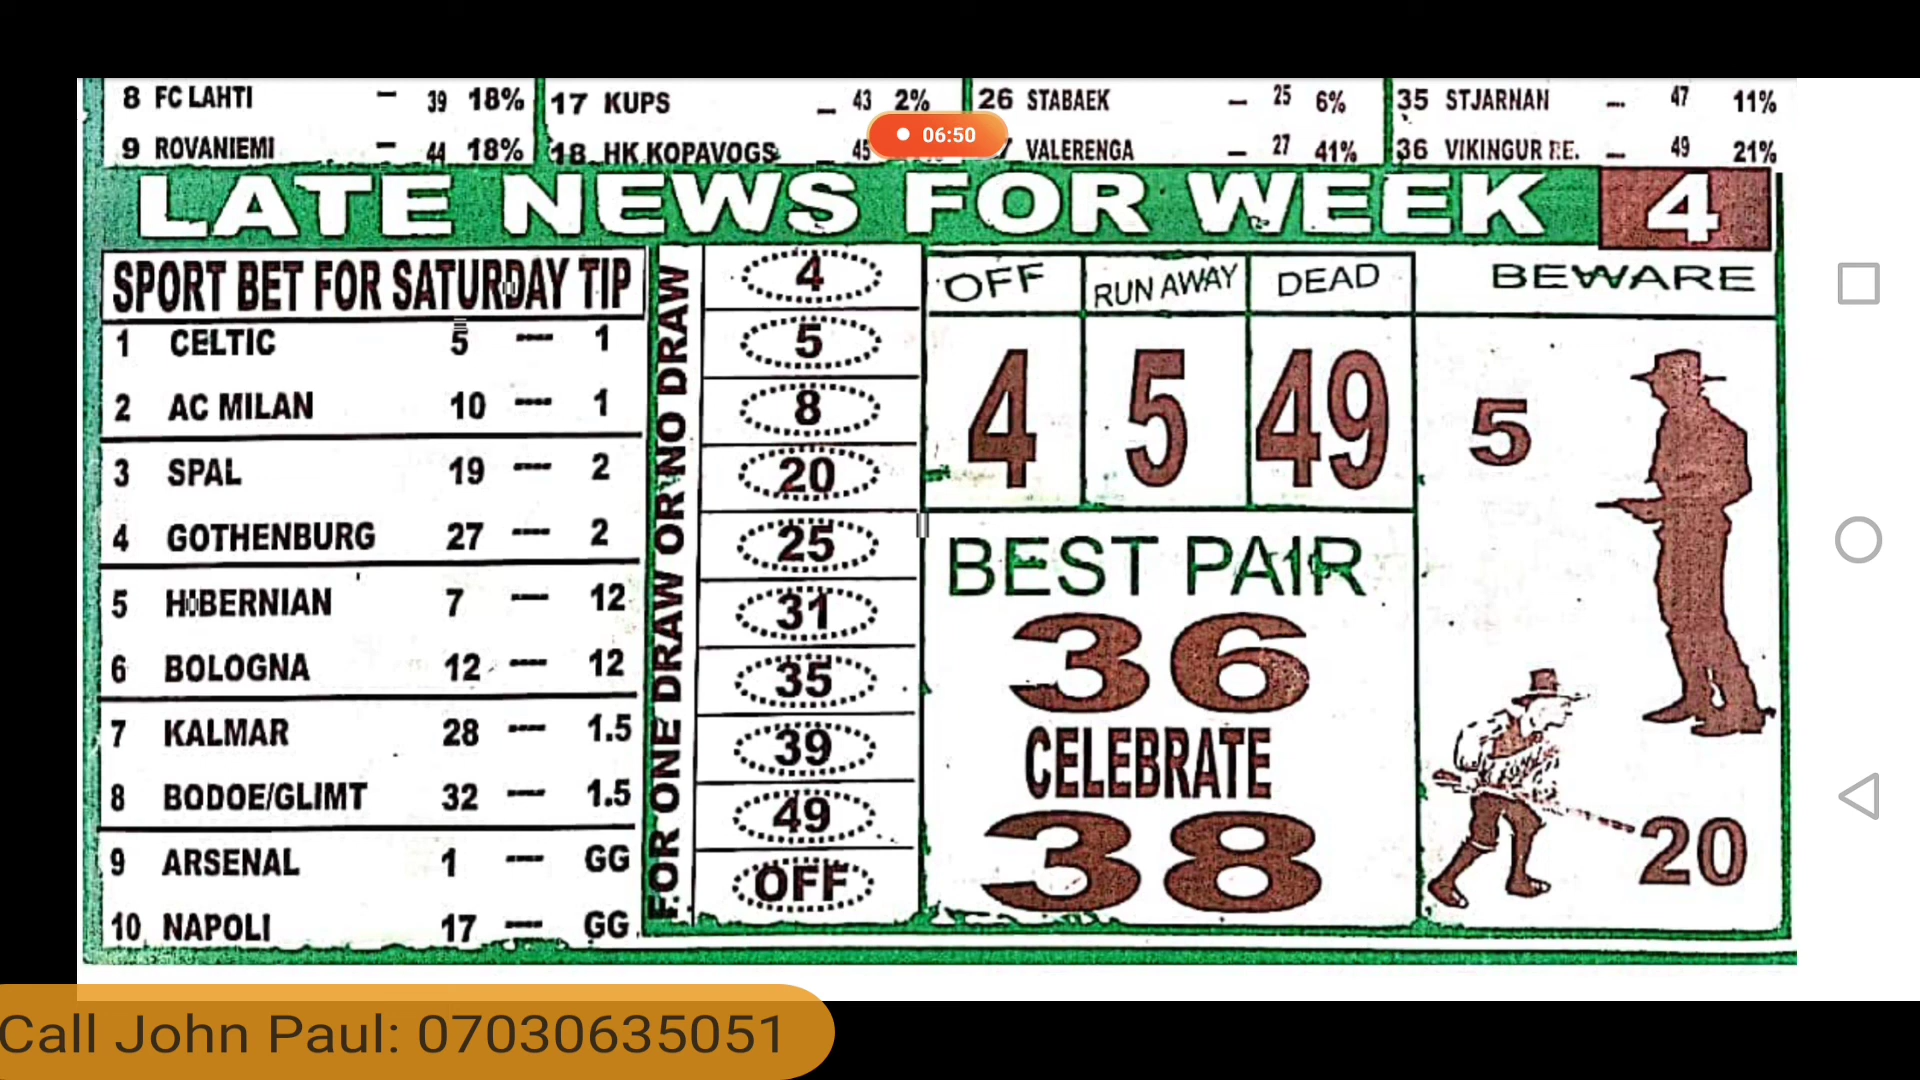 8 FC LAHTI – 39 18% 17 KUPS – 43 2% 26 STABAEK – 25 6% 35 STJARNAN – 47 11%
9 ROVANIEMI – 44 18% 18 HK KOPAVOGS – 45 VALERENGA – 27 41% 36 VIKINGUR RE. – 49 21%
06:50
LATE NEWS FOR WEEK 4
SPORT BET FOR SATURDAY TIP
1 CELTIC 5 ---- 1
2 AC MILAN 10 ---- 1
3 SPAL 19 ---- 2
4 GOTHENBURG 27 ---- 2
5 HIBERNIAN 7 ---- 12
6 BOLOGNA 12 ---- 12
7 KALMAR 28 ---- 1.5
8 BODOE/GLIMT 32 ---- 1.5
9 ARSENAL 1 ---- GG
10 NAPOLI 17 ---- GG
FOR ONE DRAW OR NO DRAW
4
5
8
20
25
31
35
39
49
OFF
OFF RUN AWAY DEAD
4 5 49
BEST PAIR
36
CELEBRATE
38
BEWARE
5
20
Call John Paul: 07030635051